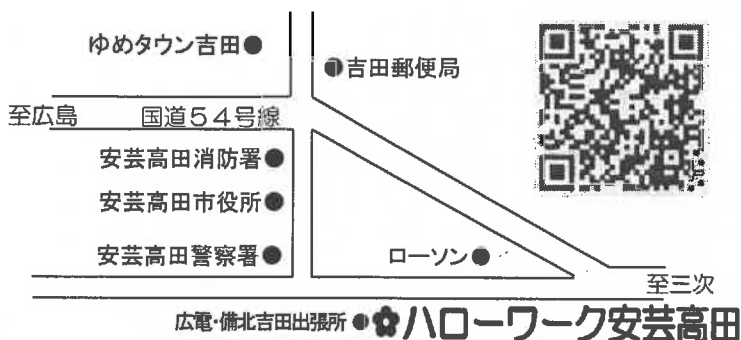 ゆめタウン吉田●
●吉田郵便局
至広島 国道54号線
安芸高田消防署●
安芸高田市役所●
安芸高田警察署●
ローソン●
至三次
広電・備北吉田出張所●
ハローワーク安芸高田